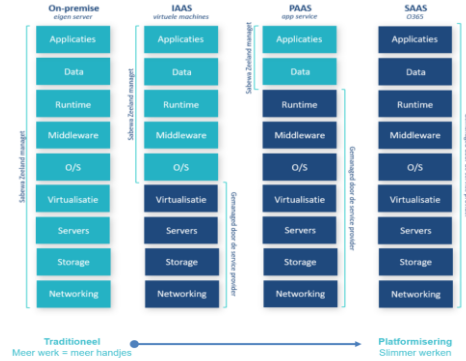 On-premise
eigen server
IAAS
virtuele machines
PAAS
app service
SAAS
O365
Sabewa Zeeland managet
Applicaties
Data
Runtime
Middleware
O/S
Virtualisatie
Servers
Storage
Networking
Sabewa Zeeland managet
Applicaties
Data
Runtime
Middleware
O/S
Virtualisatie
Servers
Storage
Networking
Gemanaged door de service provider
Sabewa Zeeland managet
Applicaties
Data
Runtime
Middleware
O/S
Virtualisatie
Servers
Storage
Networking
Gemanaged door de service provider
Applicaties
Data
Runtime
Middleware
O/S
Virtualisatie
Servers
Storage
Networking
Traditioneel
Meer werk = meer handjes
Platformisering
Slimmer werken